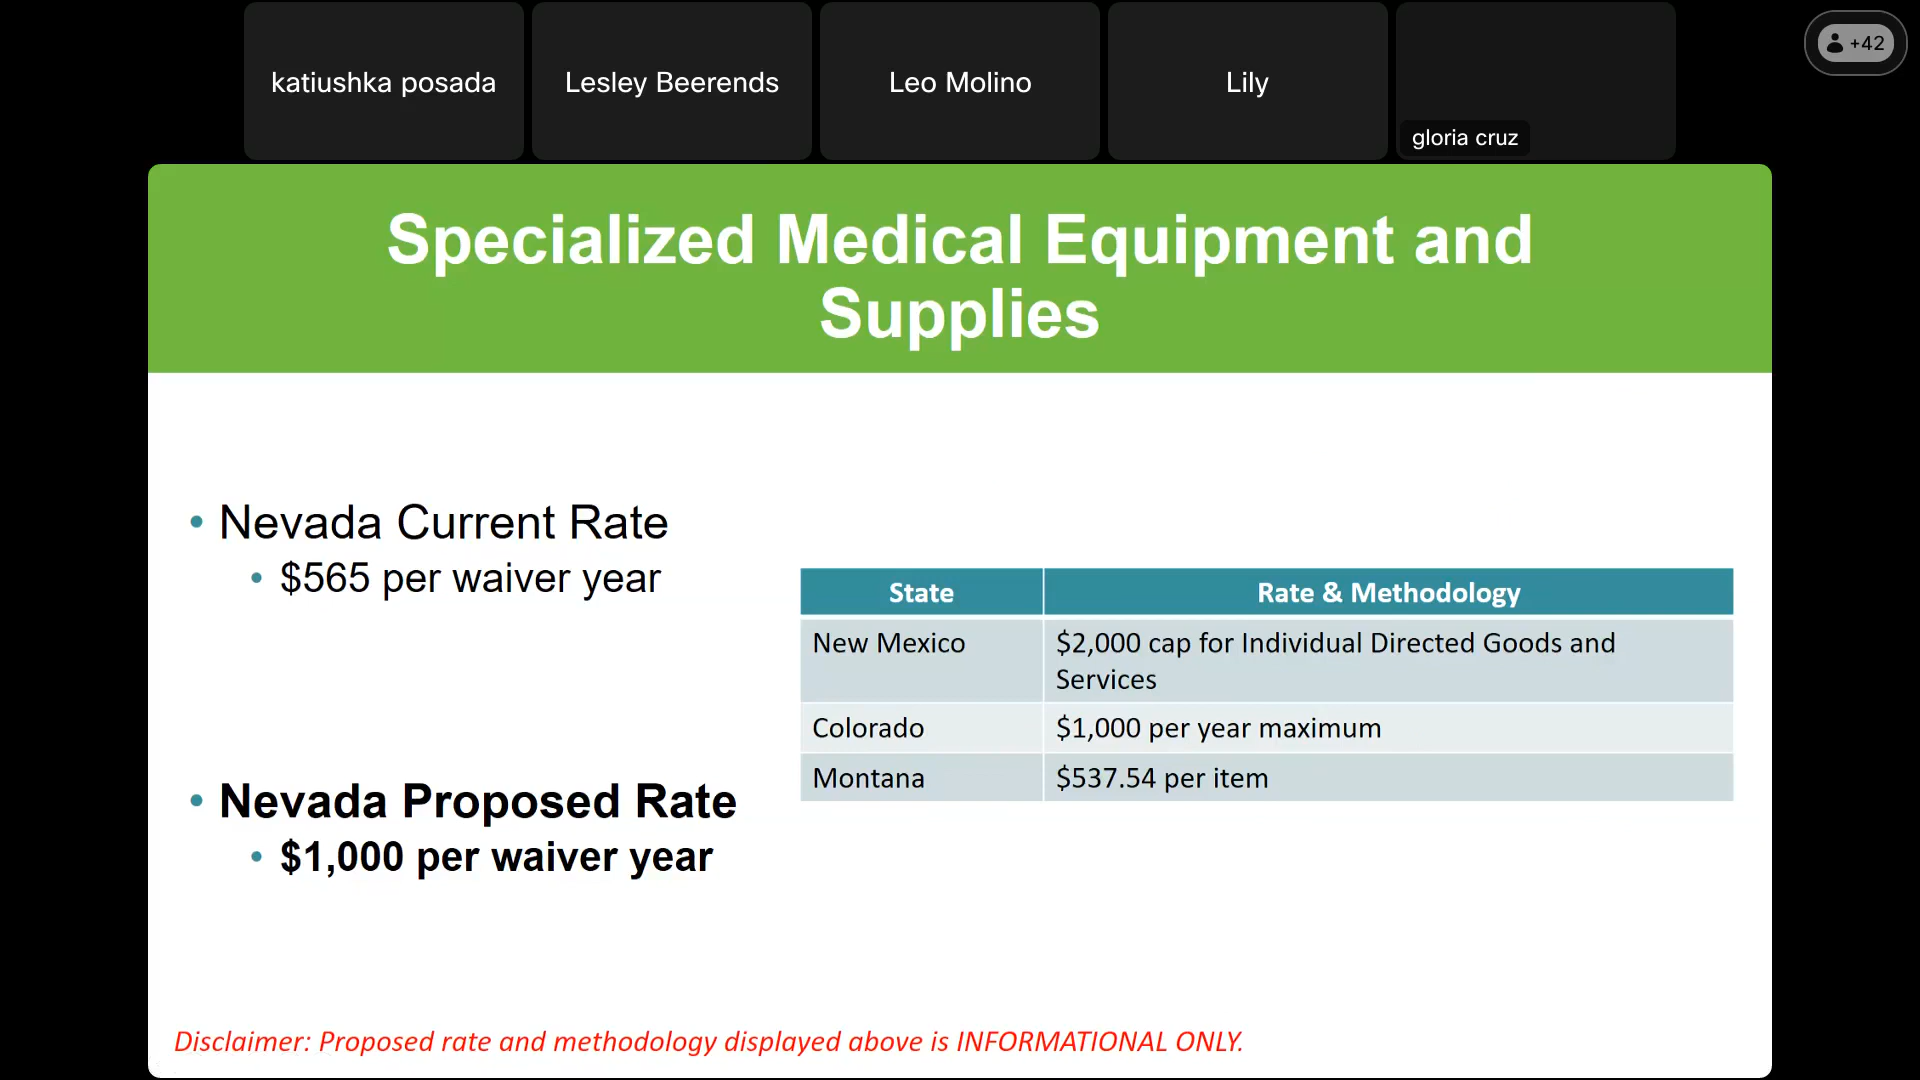 katiushka posada
Lesley Beerends
Leo Molino
Lily
gloria cruz
+42
Specialized Medical Equipment and
Supplies
• Nevada Current Rate
• $565 per waiver year
• Nevada Proposed Rate
• $1,000 per waiver year
State Rate & Methodology
New Mexico $2,000 cap for Individual Directed Goods and
Services
Colorado $1,000 per year maximum
Montana $537.54 per item
Disclaimer: Proposed rate and methodology displayed above is INFORMATIONAL ONLY.